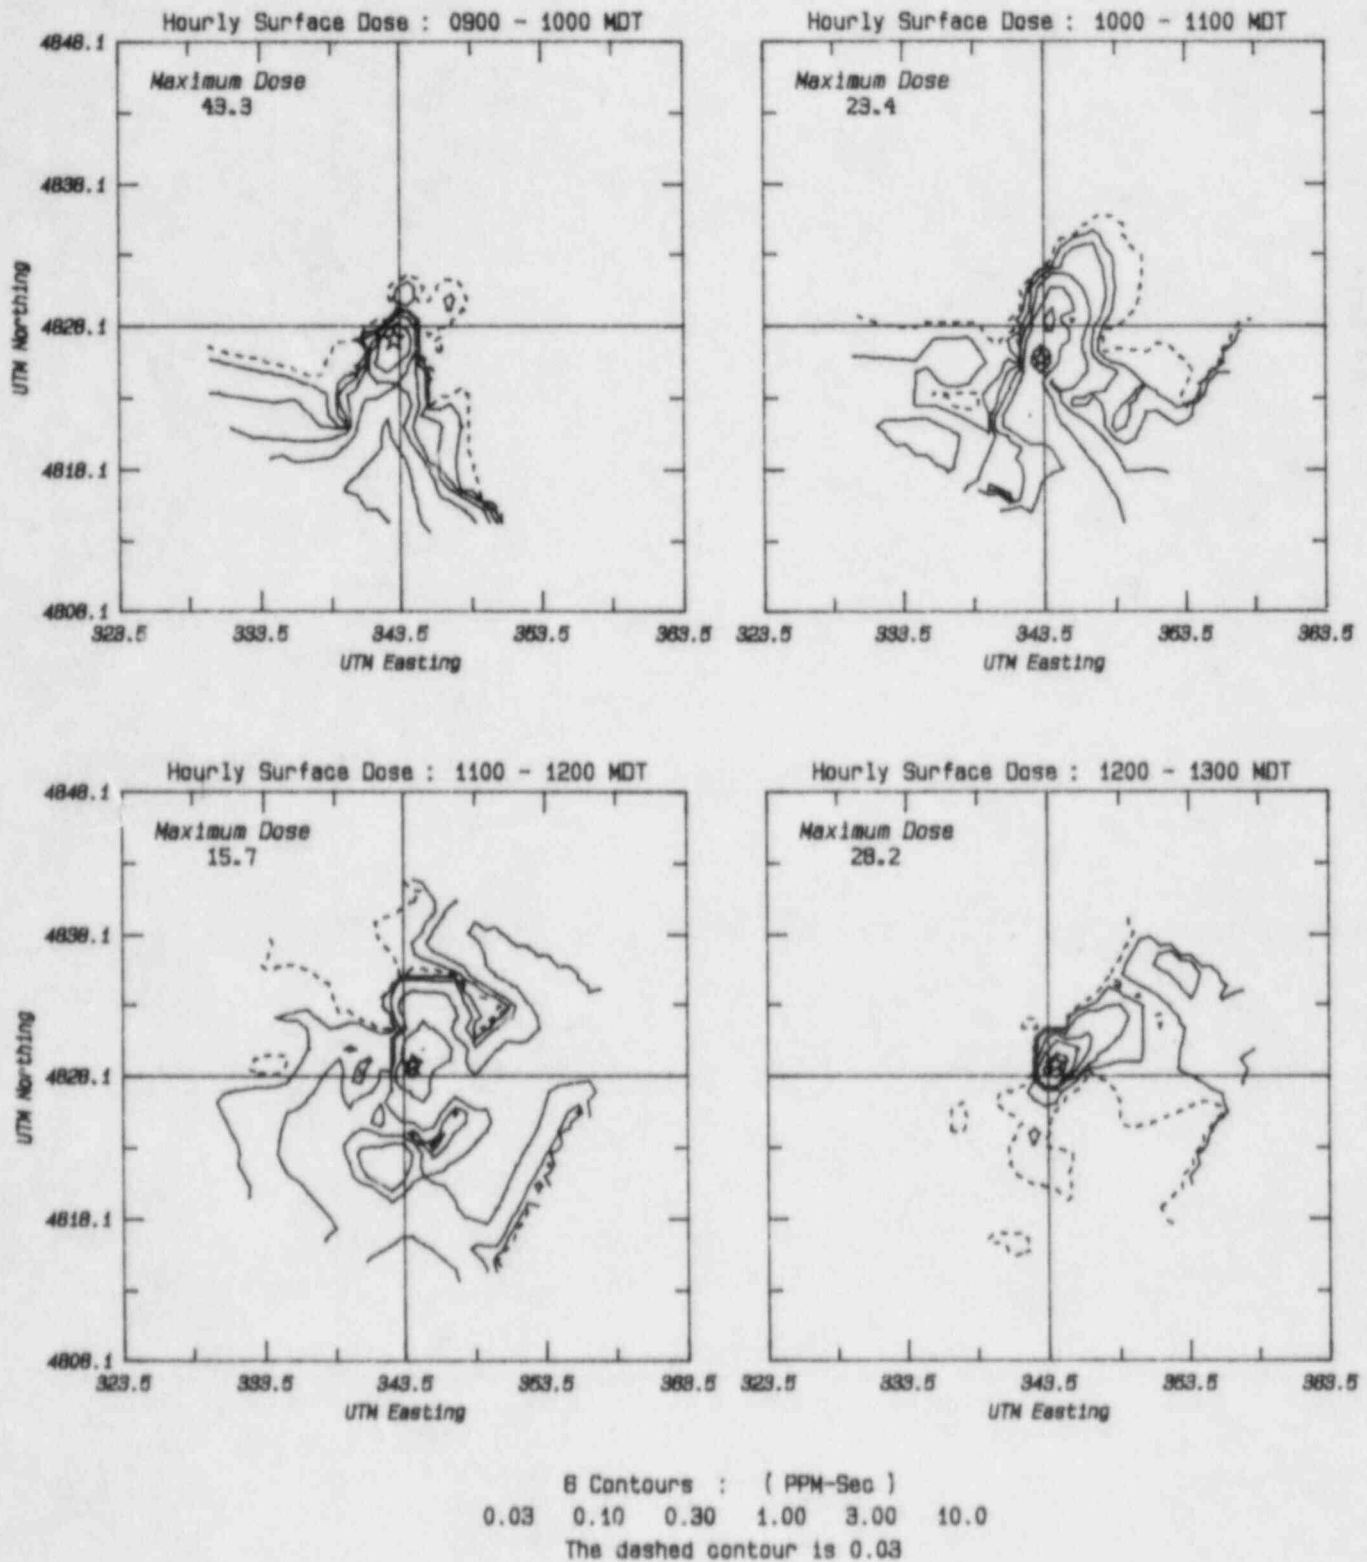 Hourly Surface Dose : 0900 - 1000 MDT
Maximum Dose
43.3
4848.1
4838.1
4828.1
4818.1
4808.1
UTM Northing
323.5 333.5 343.5 353.5 363.5
UTM Easting
Hourly Surface Dose : 1000 - 1100 MDT
Maximum Dose
23.4
323.5 333.5 343.5 353.5 363.5
UTM Easting
Hourly Surface Dose : 1100 - 1200 MDT
Maximum Dose
15.7
4848.1
4838.1
4828.1
4818.1
4808.1
UTM Northing
323.5 333.5 343.5 353.5 363.5
UTM Easting
Hourly Surface Dose : 1200 - 1300 MDT
Maximum Dose
28.2
323.5 333.5 343.5 353.5 363.5
UTM Easting
6 Contours : ( PPM-Sec )
0.03 0.10 0.30 1.00 3.00 10.0
The dashed contour is 0.03